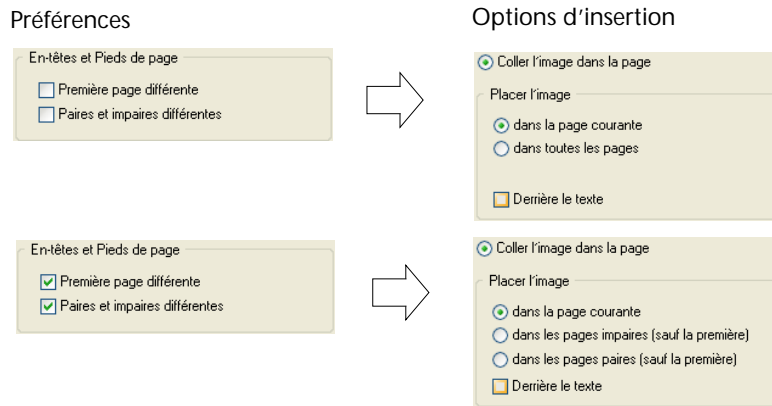 Préférences
Options d'insertion
En-têtes et Pieds de page
Première page différente
Paires et impaires différentes
Coller l'image dans la page
Placer l'image
dans la page courante
dans toutes les pages
Derrière le texte
En-têtes et Pieds de page
Première page différente
Paires et impaires différentes
Coller l'image dans la page
Placer l'image
dans la page courante
dans les pages impaires (sauf la première)
dans les pages paires (sauf la première)
Derrière le texte